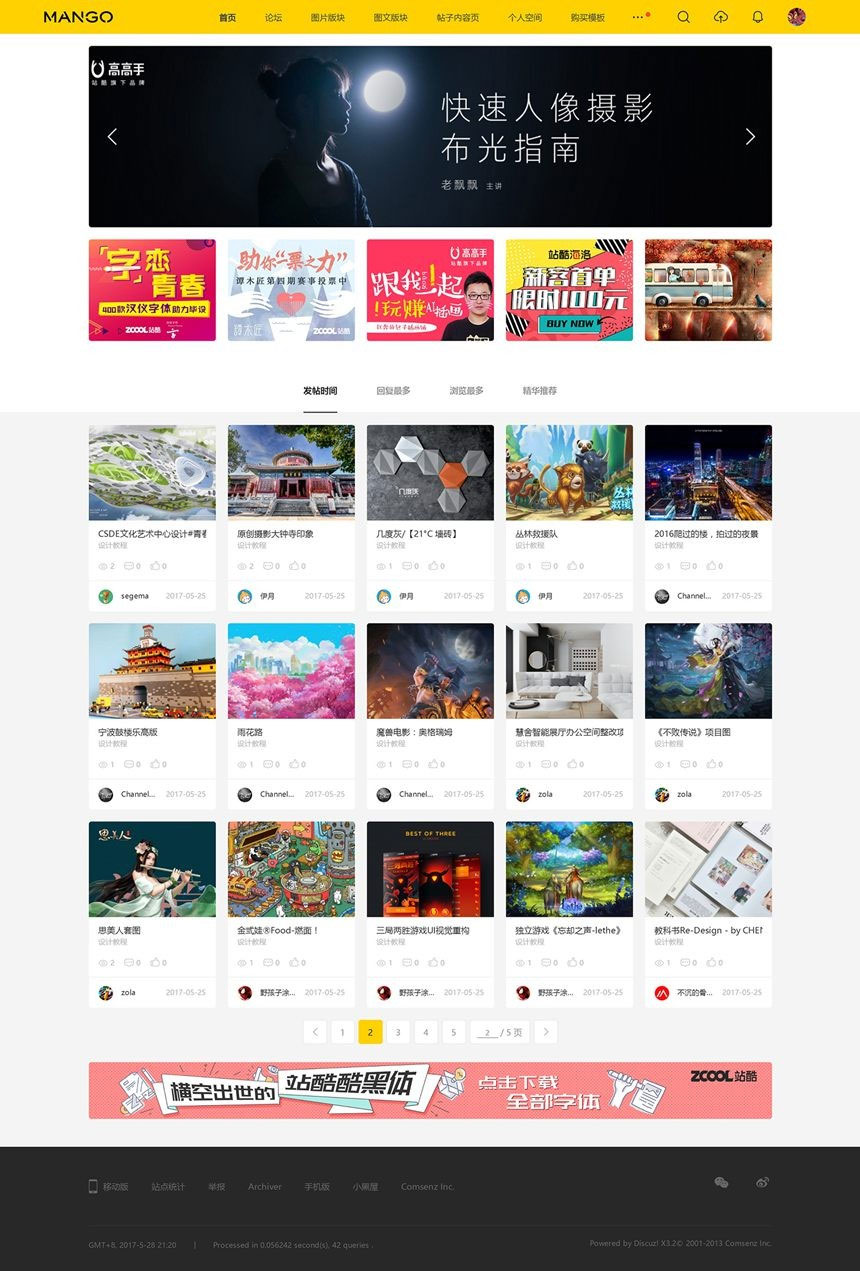 MANGO
首页 论坛 图片版块 图文版块 帖子内容页 个人空间 购买模板
高高手
站酷旗下品牌
快速人像摄影
布光指南
老飘飘 主讲
“字”恋
青春
400款汉仪字体助力毕设
ZCOOL站酷
助你“一票之力”
谭木匠第四期赛事投票中
谭木匠 ZCOOL站酷
高高手
站酷旗下品牌
跟我一起
玩赚AI插画
站酷海洛
新客首单
限时100元
BUY NOW
发帖时间 回复最多 浏览最多 精华推荐
几度灰
丛林
救援队
CSDE文化艺术中心设计#青春
原创摄影大钟寺印象
几度灰/【21°C 墙砖】
丛林救援队
2016爬过的楼，拍过的夜景
设计教程 设计教程 设计教程 设计教程 设计教程
2 0 0 2 0 0 1 0 0 1 0 0 1 0 0
segema 2017-05-25 伊月 2017-05-25 伊月 2017-05-25 伊月 2017-05-25 Channel... 2017-05-25
宁波鼓楼乐高版
雨花路
魔兽电影：奥格瑞姆
慧舍智能展厅办公空间整改项
《不败传说》项目图
设计教程 设计教程 设计教程 设计教程 设计教程
1 0 0 1 0 0 1 0 0 1 0 0 1 0 0
Channel... 2017-05-25 Channel... 2017-05-25 Channel... 2017-05-25 zola 2017-05-25 zola 2017-05-25
思美人
BEST OF THREE
lethe
思美人套图
金弎娃®Food-燃面！
三局两胜游戏UI视觉重构
独立游戏《忘却之声-lethe》
教科书Re-Design - by CHEN
设计教程 设计教程 设计教程 设计教程 设计教程
2 0 0 1 0 0 1 0 0 1 0 0 1 0 0
zola 2017-05-25 野孩子涂... 2017-05-25 野孩子涂... 2017-05-25 野孩子涂... 2017-05-25 不沉的骨... 2017-05-25
1 2 3 4 5 2 / 5 页
横空出世的 站酷酷黑体 点击下载
全部字体
ZCOOL站酷
移动版 站点统计 举报 Archiver 手机版 小黑屋 Comsenz Inc.
GMT+8, 2017-5-28 21:20 | Processed in 0.056242 second(s), 42 queries .
Powered by Discuz! X3.2© 2001-2013 Comsenz Inc.